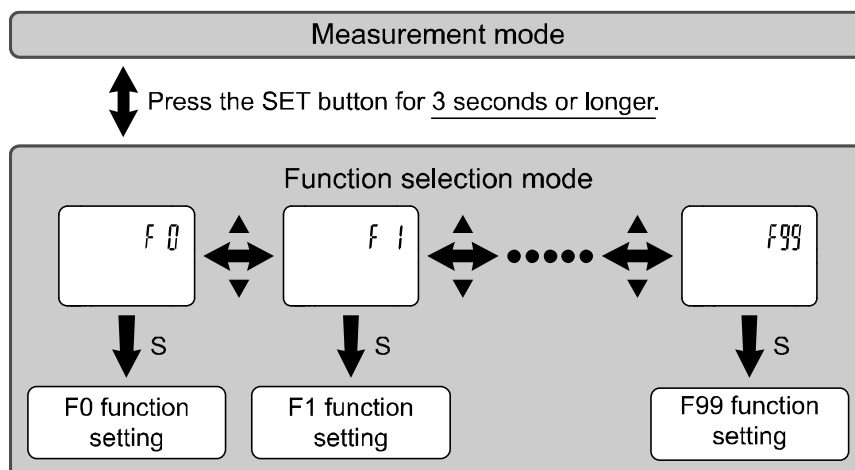 Measurement mode
Press the SET button for 3 seconds or longer.
Function selection mode
F 0
F 1
F99
S
S
S
F0 function
setting
F1 function
setting
F99 function
setting